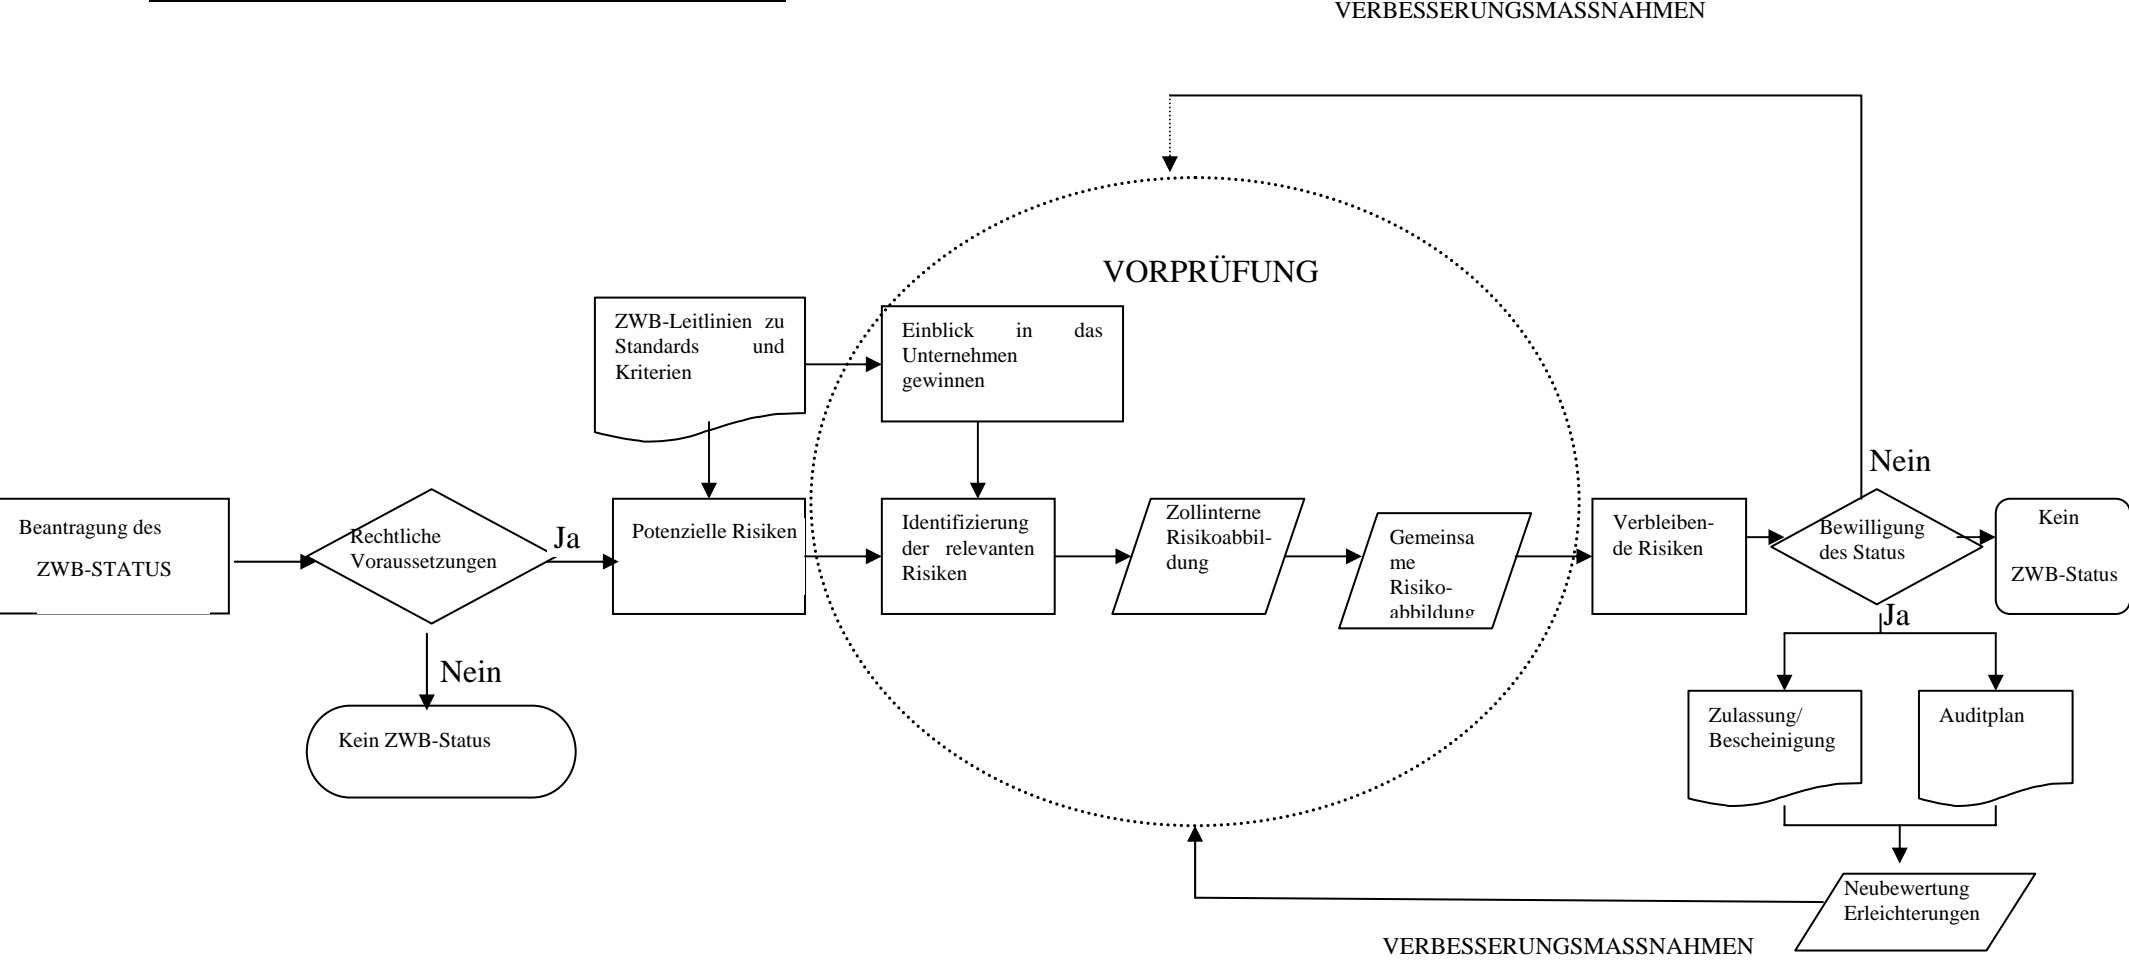 VERBESSERUNGSMASSNAHMEN
VORPRÜFUNG
ZWB-Leitlinien zu
Standards und
Kriterien
Einblick in das
Unternehmen
gewinnen
Beantragung des
ZWB-STATUS
Rechtliche
Voraussetzungen
Ja
Nein
Kein ZWB-Status
Potenzielle Risiken
Identifizierung
der relevanten
Risiken
Zollinterne
Risikoabbil-
dung
Gemeinsa
me
Risiko-
abbildung
Verbleiben-
de Risiken
Bewilligung
des Status
Nein
Kein
ZWB-Status
Ja
Zulassung/
Bescheinigung
Auditplan
Neubewertung
Erleichterungen
VERBESSERUNGSMASSNAHMEN